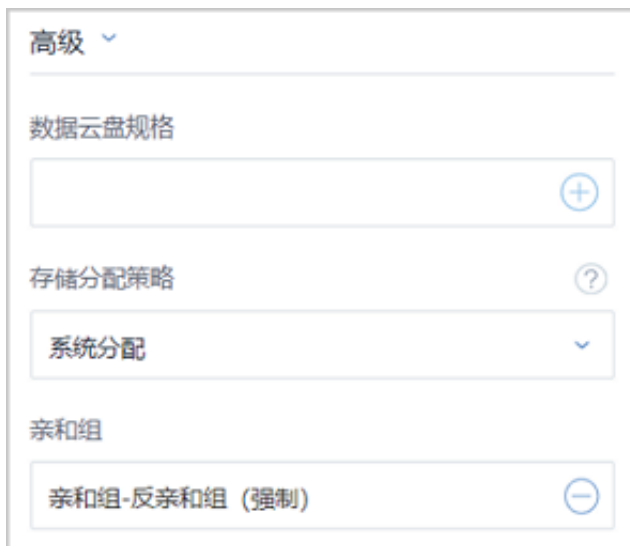 高级
数据云盘规格
存储分配策略
系统分配
亲和组
亲和组-反亲和组（强制）